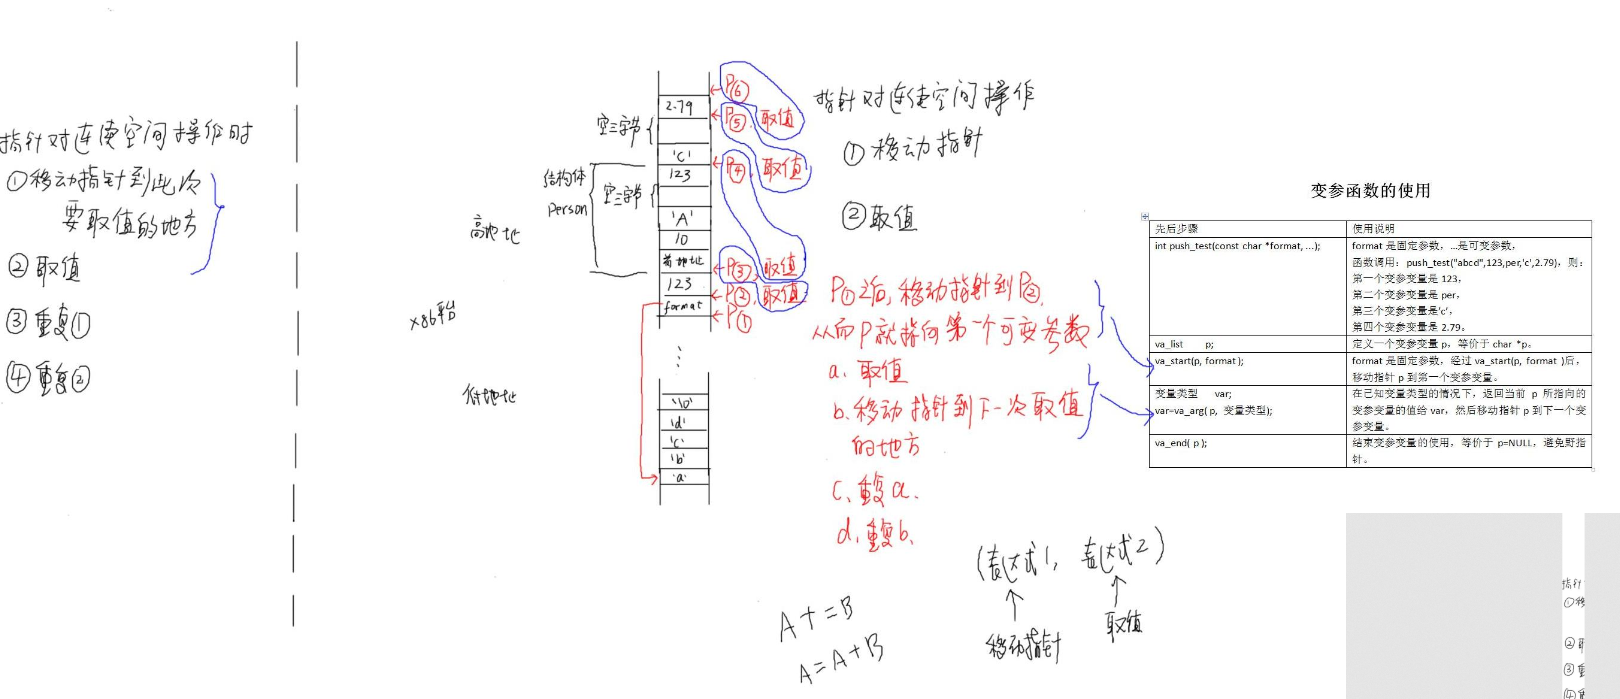 指针对连续空间操作时
①移动指针到此次
要取值的地方
②取值
③重复①
④重复②
高地址
x86平台
低地址
空三字节
结构体
Person
空三字节
2.79
'C'
123
'A'
10
首地址
123
format
⋮
'\0'
'd'
'c'
'b'
'a'
P⑥
P⑤,取值
P④,取值
P③,取值
P②,取值
P①
指针对连续空间操作
①移动指针
②取值
P①之后,移动指针到P②,
从而P就指向第一个可变参数
a、取值
b、移动指针到下一次取值
的地方
c、重复a、
d、重复b、
(表达式1, 表达式2)
移动指针
取值
A+=B
A=A+B
变参函数的使用
先后步骤 使用说明
int push_test(const char *format, ...); format 是固定参数，...是可变参数，
函数调用：push_test("abcd",123,per,'c',2.79)，则：
第一个变参变量是 123，
第二个变参变量是 per，
第三个变参变量是'c'，
第四个变参变量是 2.79。
va_list p; 定义一个变参变量 p，等价于 char *p。
va_start(p, format ); format 是固定参数，经过 va_start(p, format )后，
移动指针 p 到第一个变参变量。
变量类型 var; 在已知变量类型的情况下，返回当前 p 所指向的
var=va_arg( p, 变量类型); 变参变量的值给 var，然后移动指针 p 到下一个变
参变量。
va_end( p ); 结束变参变量的使用，等价于 p=NULL，避免野指
针。
指针
①移
②取
③重
④重